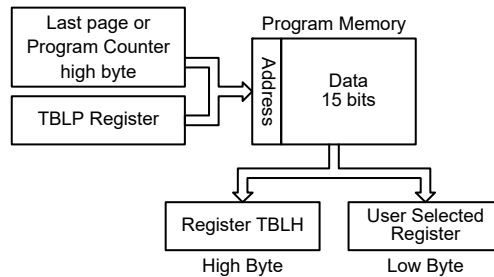 Program Memory
Last page or
Program Counter
high byte
TBLP Register
Address
Data
15 bits
Register TBLH
User Selected
Register
High Byte
Low Byte